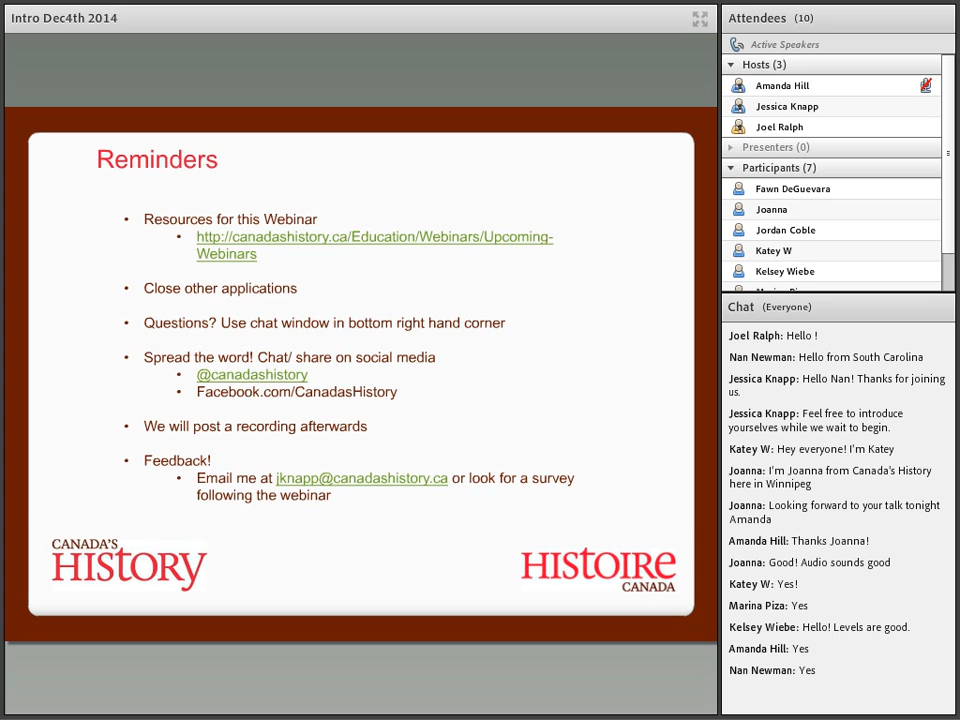 Intro Dec4th 2014
Reminders
• Resources for this Webinar
• http://canadashistory.ca/Education/Webinars/Upcoming-
Webinars
• Close other applications
• Questions? Use chat window in bottom right hand corner
• Spread the word! Chat/ share on social media
• @canadashistory
• Facebook.com/CanadasHistory
• We will post a recording afterwards
• Feedback!
• Email me at jknapp@canadashistory.ca or look for a survey
following the webinar
CANADA'S
HISTORY
HISTOIRE
CANADA
Attendees (10)
Active Speakers
Hosts (3)
Amanda Hill
Jessica Knapp
Joel Ralph
Presenters (0)
Participants (7)
Fawn DeGuevara
Joanna
Jordan Coble
Katey W
Kelsey Wiebe
Chat (Everyone)
Joel Ralph: Hello !
Nan Newman: Hello from South Carolina
Jessica Knapp: Hello Nan! Thanks for joining
us.
Jessica Knapp: Feel free to introduce
yourselves while we wait to begin.
Katey W: Hey everyone! I'm Katey
Joanna: I'm Joanna from Canada's History
here in Winnipeg
Joanna: Looking forward to your talk tonight
Amanda
Amanda Hill: Thanks Joanna!
Joanna: Good! Audio sounds good
Katey W: Yes!
Marina Piza: Yes
Kelsey Wiebe: Hello! Levels are good.
Amanda Hill: Yes
Nan Newman: Yes